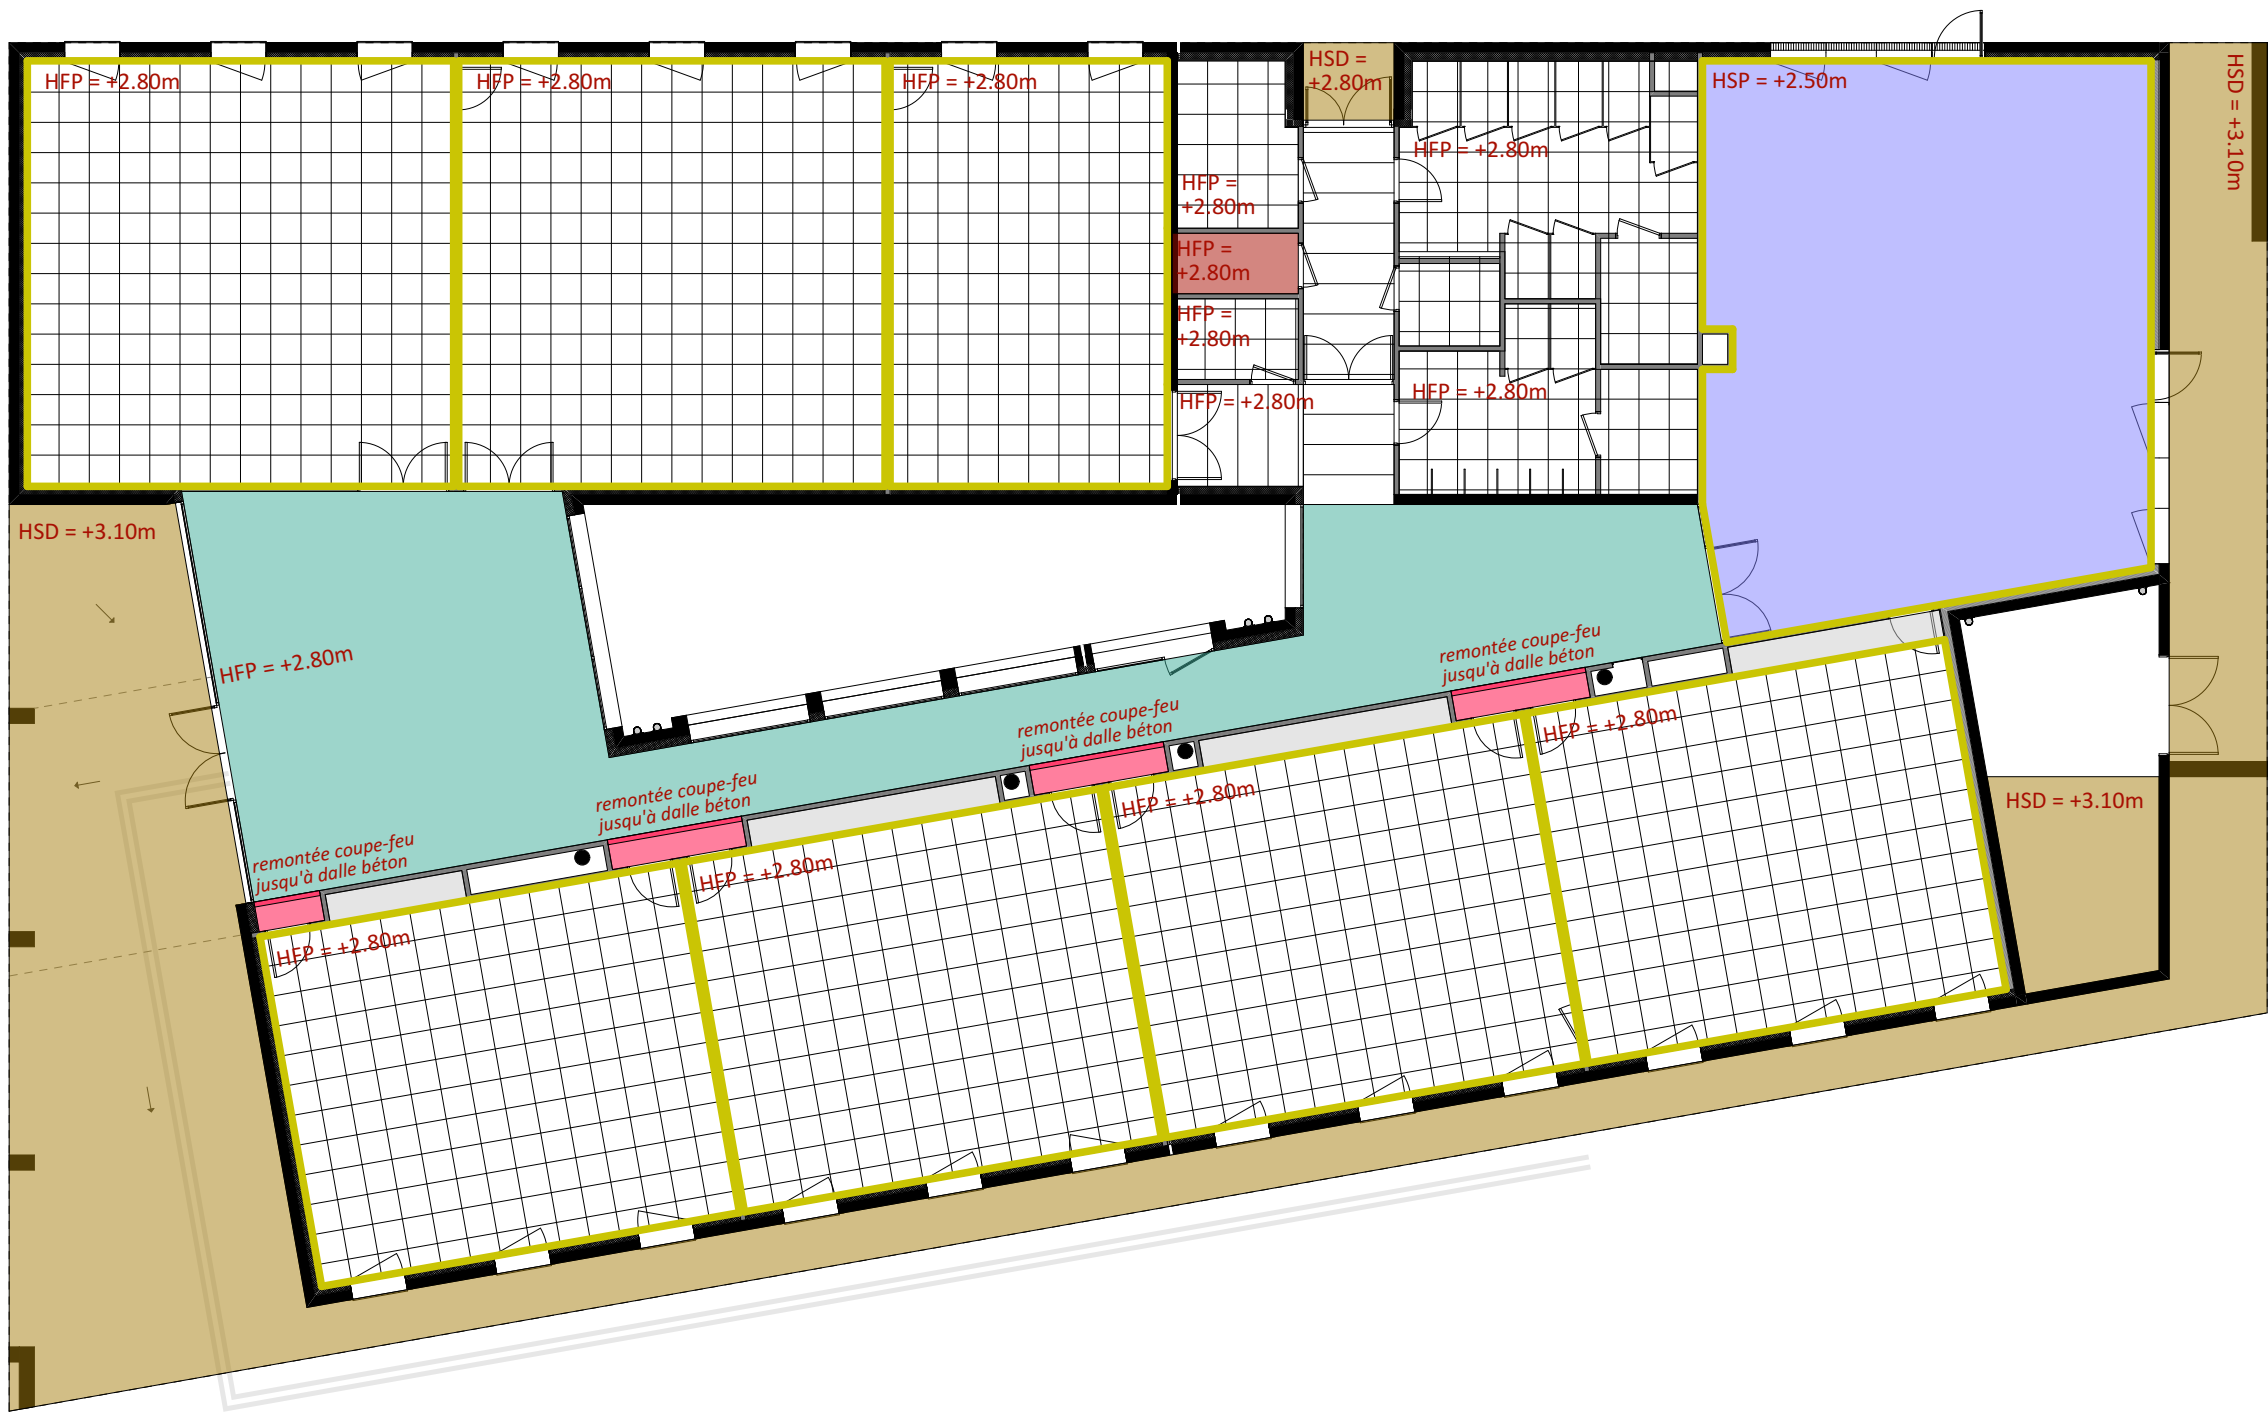 HFP = +2.80m
HFP = +2.80m
HFP = +2.80m
HSD =
+2.80m
HSP = +2.50m
HSD = +3.10m
HFP = +2.80m
HFP =
+2.80m
HFP =
+2.80m
HFP =
+2.80m
HFP = +2.80m
HFP = +2.80m
HSD = +3.10m
HFP = +2.80m
remontée coupe-feu
jusqu'à dalle béton
remontée coupe-feu
jusqu'à dalle béton
remontée coupe-feu
jusqu'à dalle béton
remontée coupe-feu
jusqu'à dalle béton
HFP = +2.80m
HFP = +2.80m
HFP = +2.80m
HFP = +2.80m
HSD = +3.10m